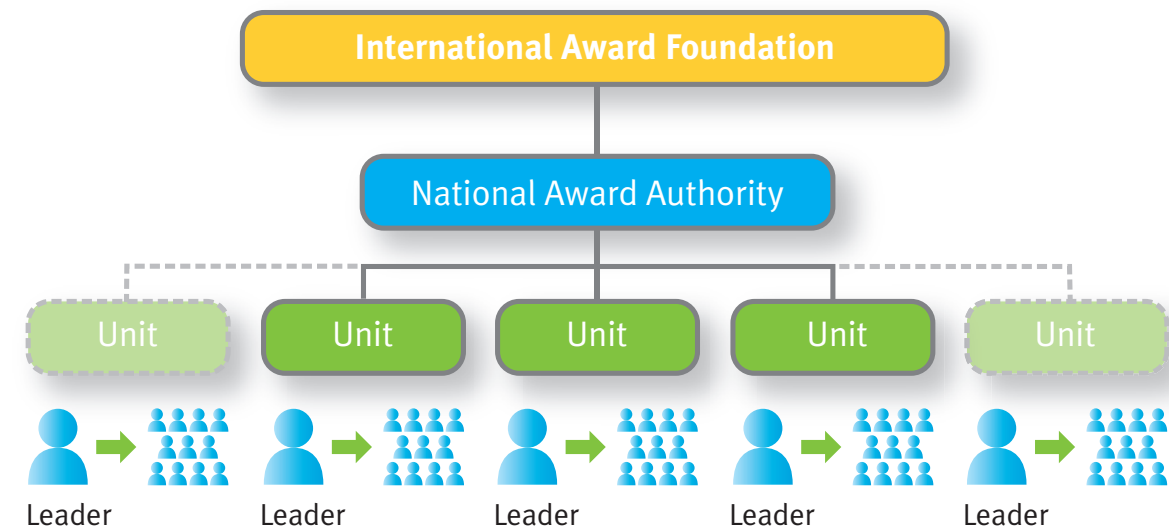 International Award Foundation
National Award Authority
Unit Unit Unit Unit Unit
Leader Leader Leader Leader Leader